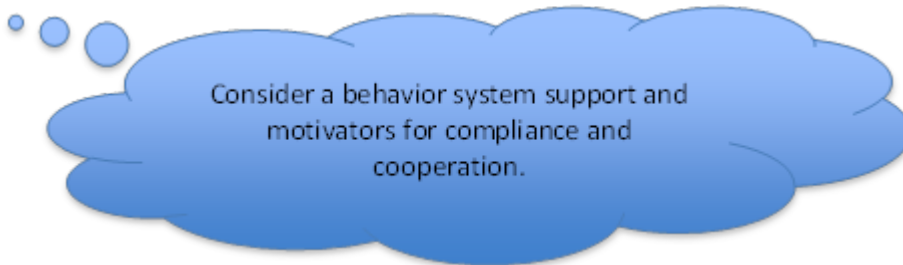 Consider a behavior system support and
motivators for compliance and
cooperation.